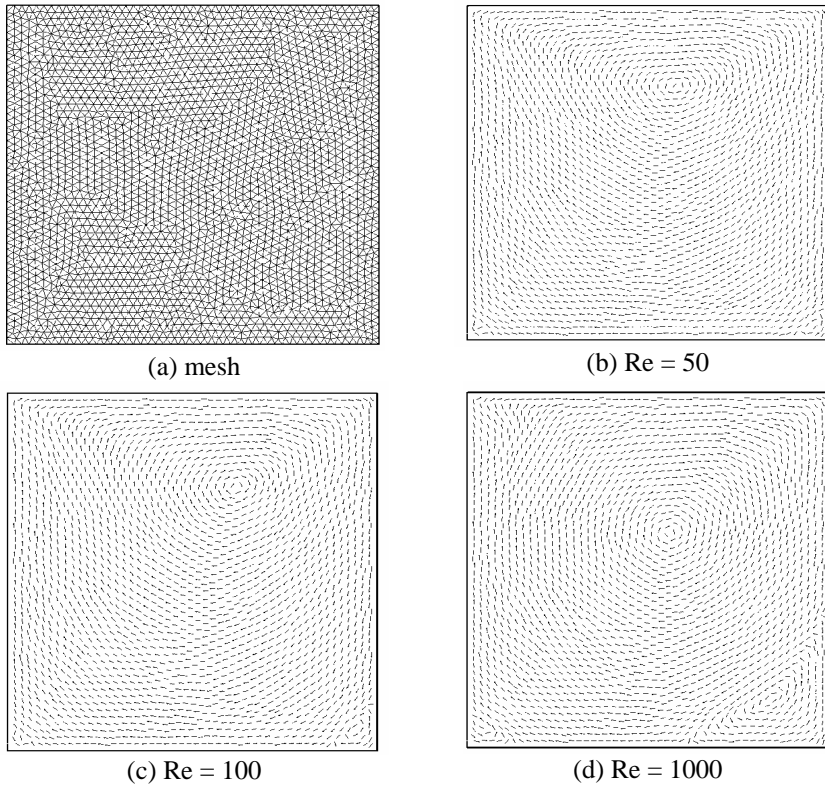 (a) mesh
(b) Re = 50
(c) Re = 100
(d) Re = 1000